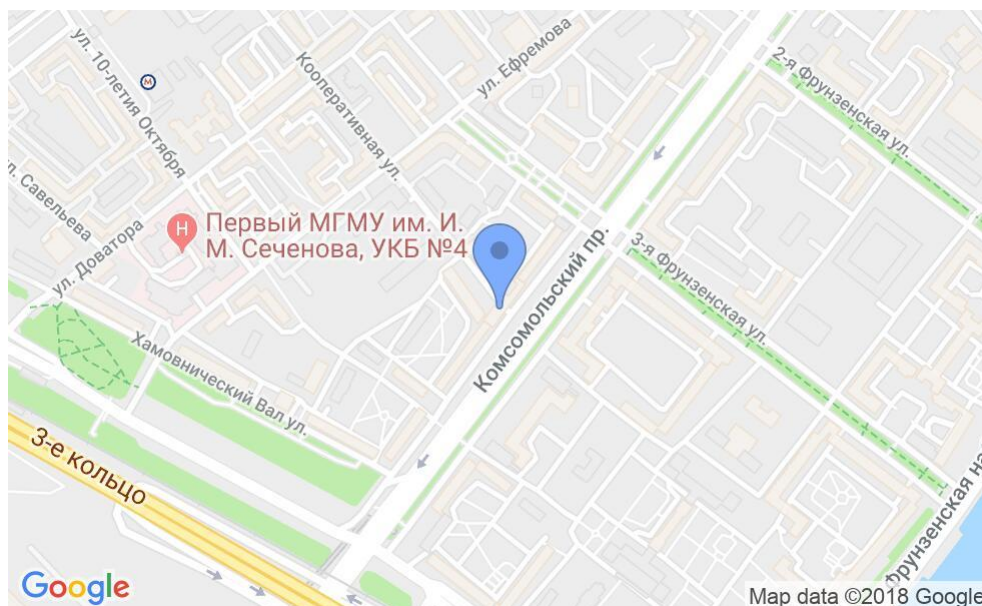 ул. 10-летия Октября
М
Кооперативная ул.
ул. Ефремова
2-я Фрунзенская ул.
ул. Савельева
ул. Доватора
Н
Первый МГМУ им. И.
М. Сеченова, УКБ №4
Комсомольский пр.
3-я Фрунзенская ул.
Хамовнический Вал ул.
3-е кольцо
Фрунзенская на
Google
Map data ©2018 Google